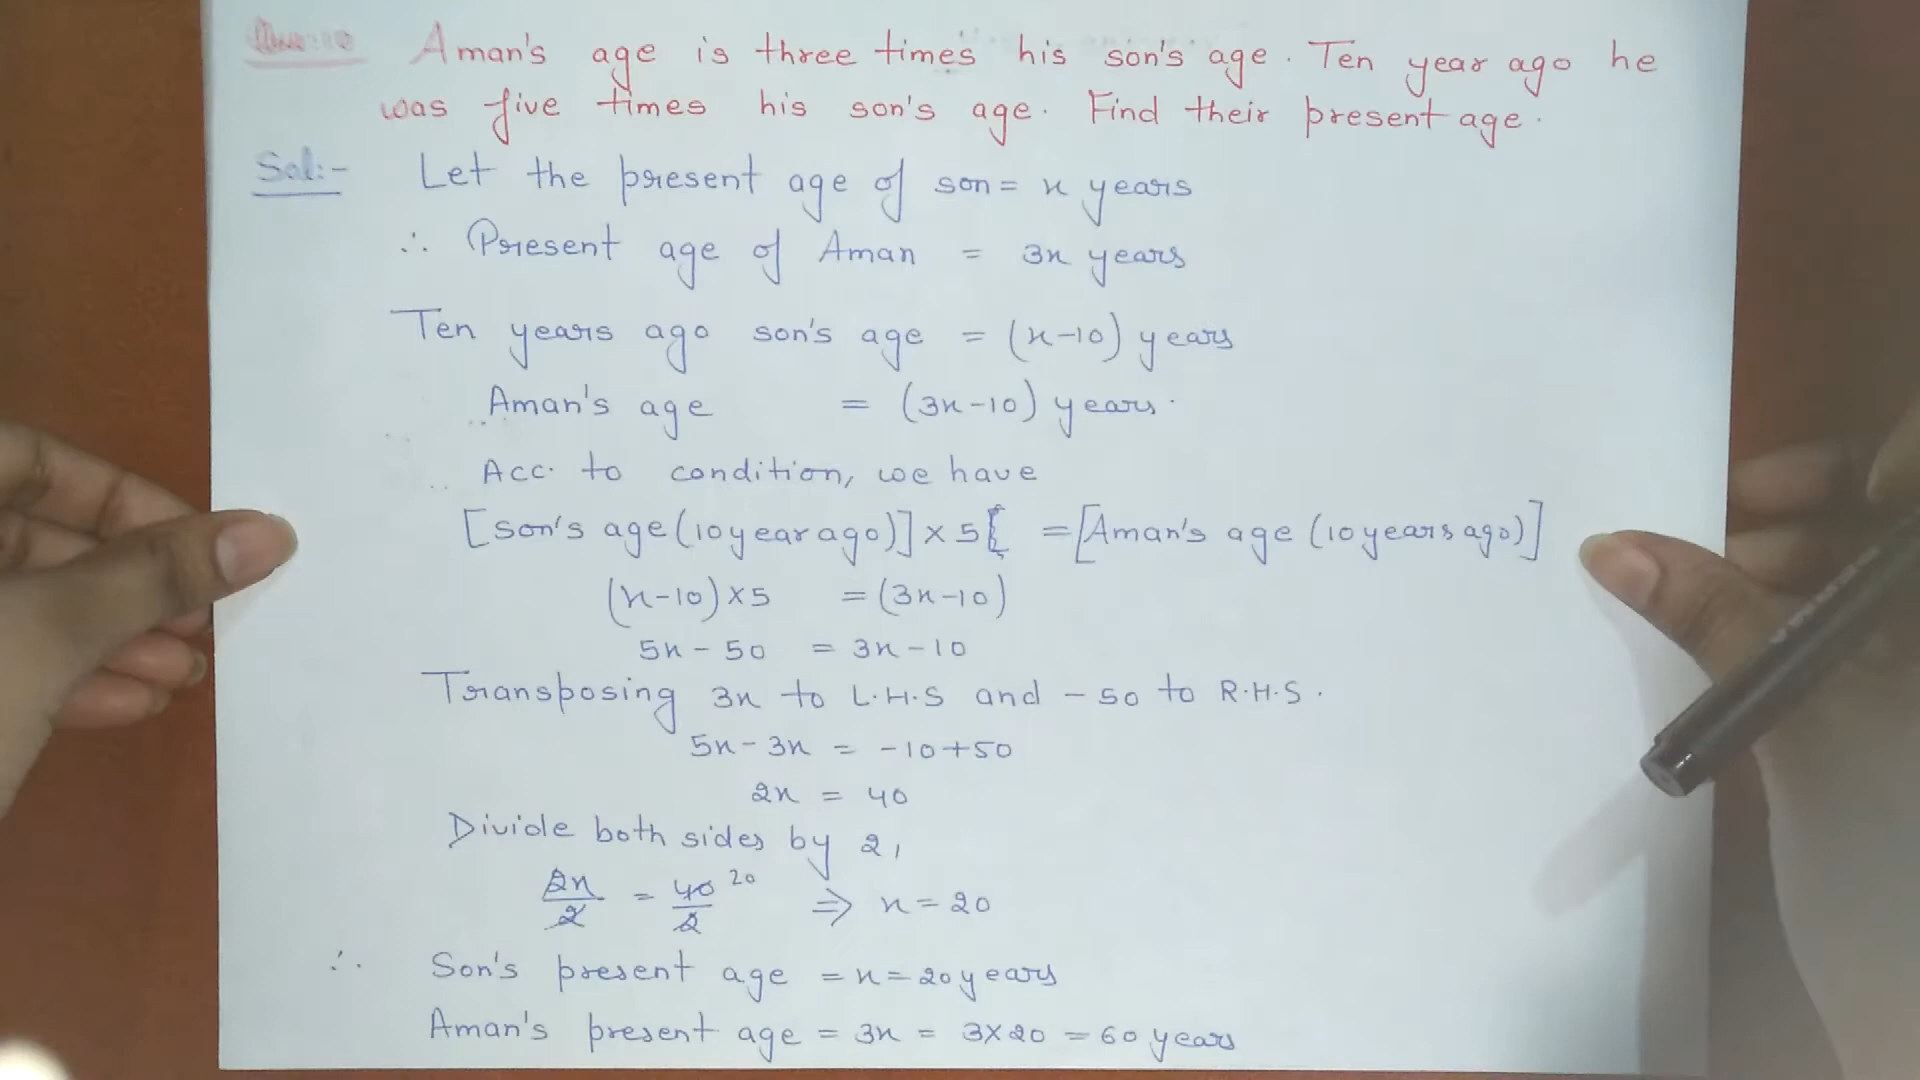 Aman's age is three times his son's age. Ten year ago he
was five times his son's age. Find their present age.
Sol:- Let the present age of son = x years
∴ Present age of Aman = 3x years
Ten years ago son's age = (x-10) years
Aman's age = (3x-10) years.
Acc. to condition, we have
[son's age (10 year ago)] × 5 = [Aman's age (10 years ago)]
(x-10) × 5 = (3x-10)
5x - 50 = 3x - 10
Transposing 3x to L.H.S and - 50 to R.H.S.
5x - 3x = -10+50
2x = 40
Divide both sides by 2,
2x/2 = 40/2 20 ⇒ x = 20
∴ Son's present age = x = 20 years
Aman's present age = 3x = 3×20 = 60 years